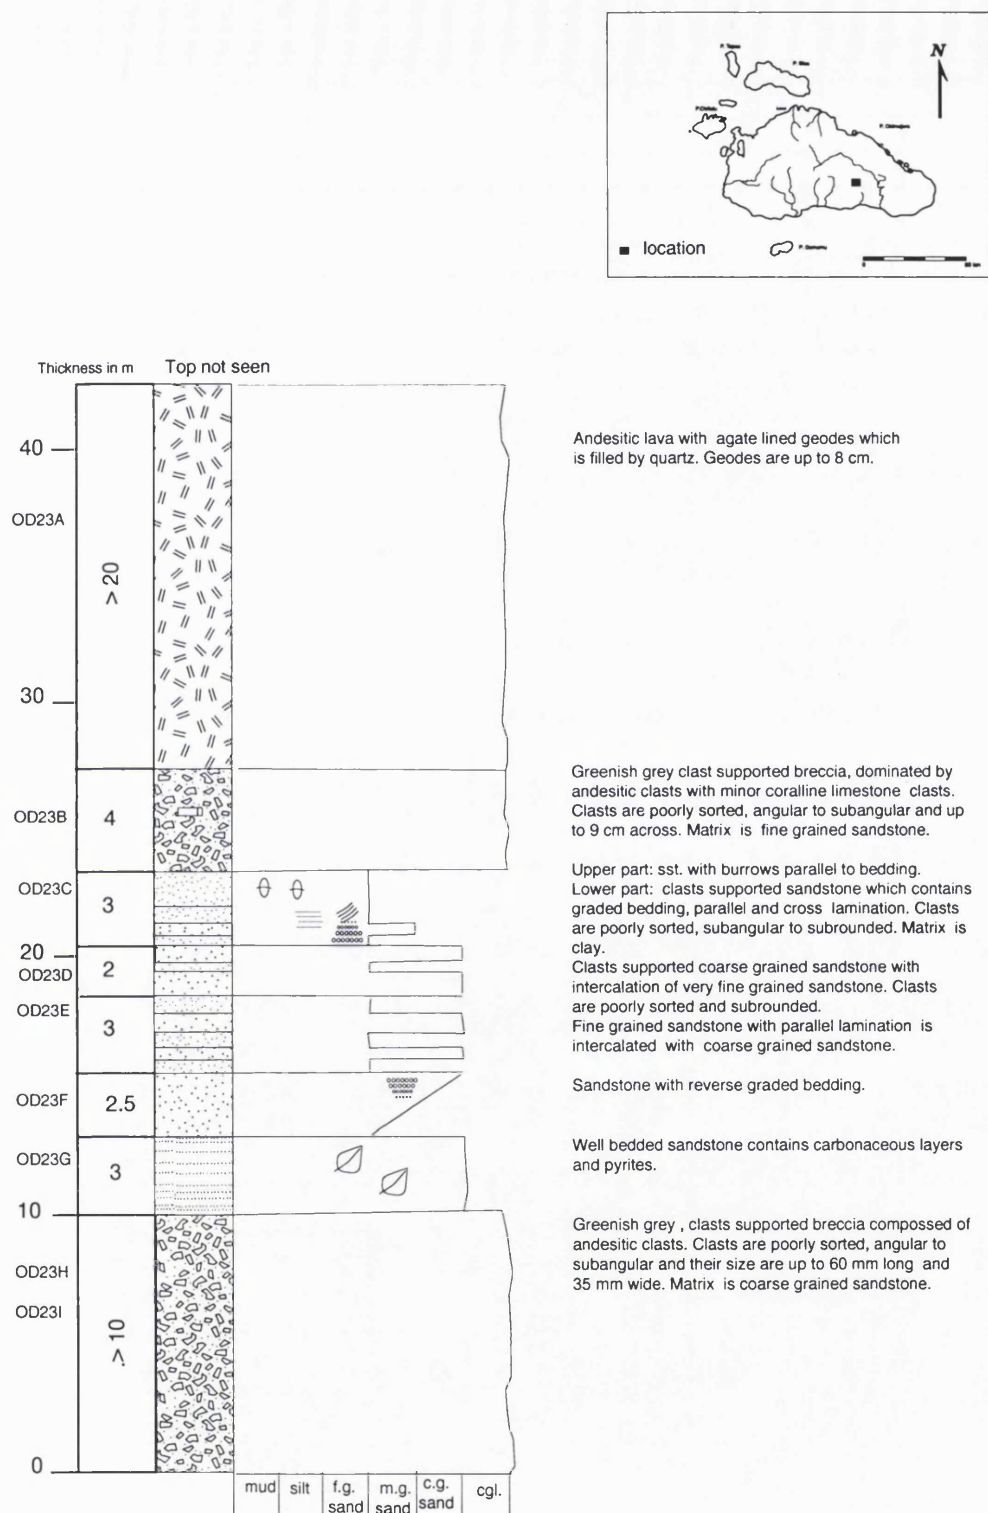 N
P. Obi
location
Thickness in m
Top not seen
40
OD23A
> 20
30
Andesitic lava with agate lined geodes which
is filled by quartz. Geodes are up to 8 cm.
OD23B
4
Greenish grey clast supported breccia, dominated by
andesitic clasts with minor coralline limestone clasts.
Clasts are poorly sorted, angular to subangular and up
to 9 cm across. Matrix is fine grained sandstone.
OD23C
3
Upper part: sst. with burrows parallel to bedding.
Lower part: clasts supported sandstone which contains
graded bedding, parallel and cross lamination. Clasts
are poorly sorted, subangular to subrounded. Matrix is
clay.
20
OD23D
2
Clasts supported coarse grained sandstone with
intercalation of very fine grained sandstone. Clasts
are poorly sorted and subrounded.
OD23E
3
Fine grained sandstone with parallel lamination is
intercalated with coarse grained sandstone.
OD23F
2.5
Sandstone with reverse graded bedding.
OD23G
3
Well bedded sandstone contains carbonaceous layers
and pyrites.
10
OD23H
OD23I
.> 10
Greenish grey , clasts supported breccia compossed of
andesitic clasts. Clasts are poorly sorted, angular to
subangular and their size are up to 60 mm long and
35 mm wide. Matrix is coarse grained sandstone.
0
mud silt f.g. sand m.g. sand c.g. sand cgl.